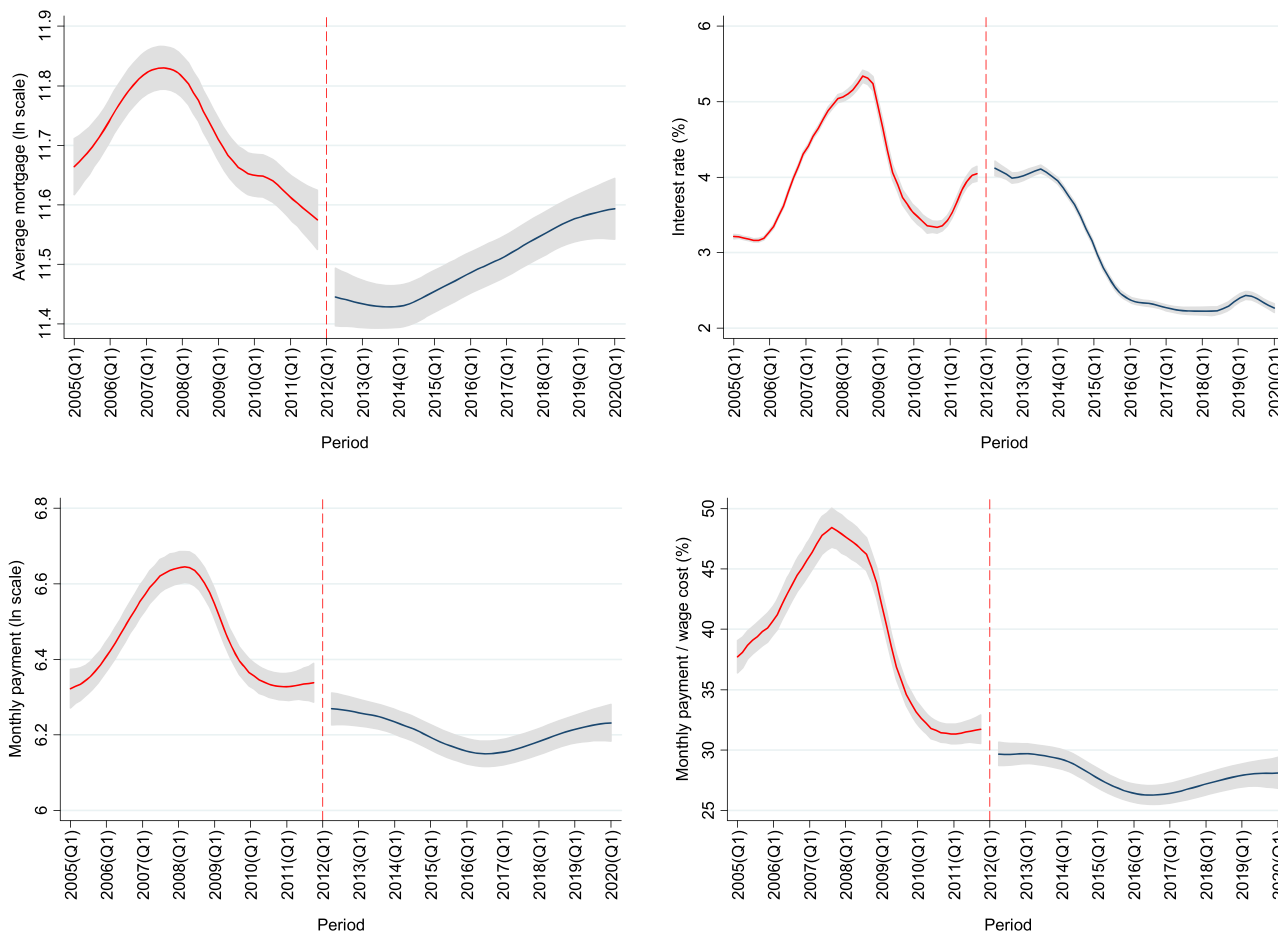 Average mortgage (ln scale)
11.9
11.8
11.7
11.6
11.5
11.4
2005(Q1)
2006(Q1)
2007(Q1)
2008(Q1)
2009(Q1)
2010(Q1)
2011(Q1)
2012(Q1)
2013(Q1)
2014(Q1)
2015(Q1)
2016(Q1)
2017(Q1)
2018(Q1)
2019(Q1)
2020(Q1)
Period
Interest rate (%)
6
5
4
3
2
2005(Q1)
2006(Q1)
2007(Q1)
2008(Q1)
2009(Q1)
2010(Q1)
2011(Q1)
2012(Q1)
2013(Q1)
2014(Q1)
2015(Q1)
2016(Q1)
2017(Q1)
2018(Q1)
2019(Q1)
2020(Q1)
Period
Monthly payment (ln scale)
6.8
6.6
6.4
6.2
6
2005(Q1)
2006(Q1)
2007(Q1)
2008(Q1)
2009(Q1)
2010(Q1)
2011(Q1)
2012(Q1)
2013(Q1)
2014(Q1)
2015(Q1)
2016(Q1)
2017(Q1)
2018(Q1)
2019(Q1)
2020(Q1)
Period
Monthly payment / wage cost (%)
50
45
40
35
30
25
2005(Q1)
2006(Q1)
2007(Q1)
2008(Q1)
2009(Q1)
2010(Q1)
2011(Q1)
2012(Q1)
2013(Q1)
2014(Q1)
2015(Q1)
2016(Q1)
2017(Q1)
2018(Q1)
2019(Q1)
2020(Q1)
Period